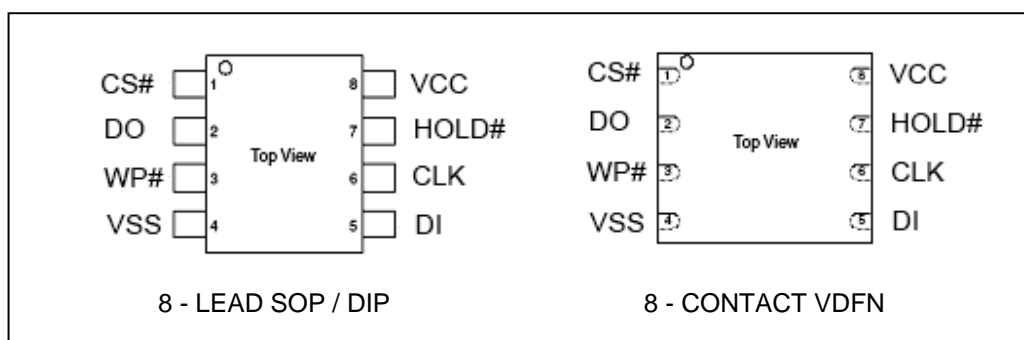 CS# 1 8 VCC
DO 2 7 HOLD#
Top View
WP# 3 6 CLK
VSS 4 5 DI
8 - LEAD SOP / DIP
CS# 1 8 VCC
DO 2 7 HOLD#
Top View
WP# 3 6 CLK
VSS 4 5 DI
8 - CONTACT VDFN